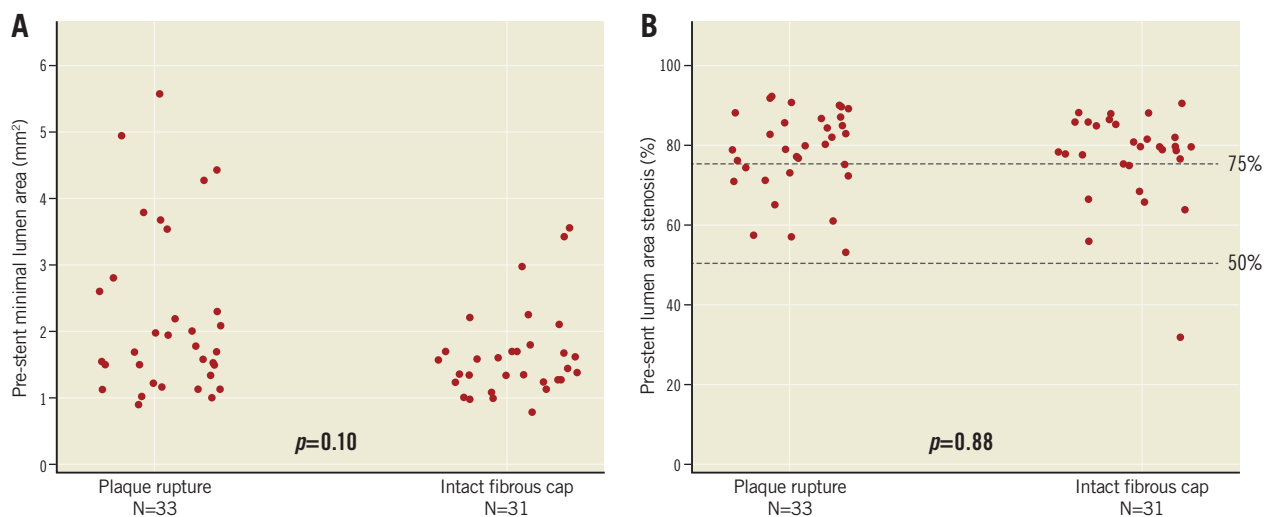 A
Pre-stent minimal lumen area (mm²)
6
5
4
3
2
1
0
p=0.10
Plaque rupture
N=33
Intact fibrous cap
N=31
B
Pre-stent lumen area stenosis (%)
100
80
60
40
20
0
75%
50%
p=0.88
Plaque rupture
N=33
Intact fibrous cap
N=31